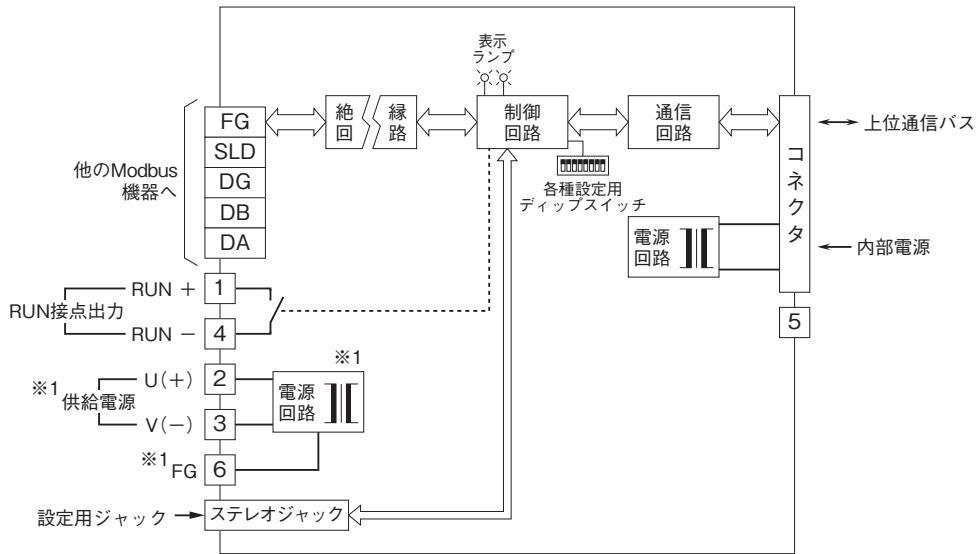 表示
ランプ
FG
SLD
DG
DB
DA
他のModbus
機器へ
絶 縁
回 路
制御
回路
通信
回路
コネクタ
上位通信バス
各種設定用
ディップスイッチ
電源
回路
内部電源
RUN +
1
RUN接点出力
RUN −
4
5
※1
U(+)
2
※1 供給電源
V(−)
3
電源
回路
※1 FG
6
設定用ジャック
ステレオジャック